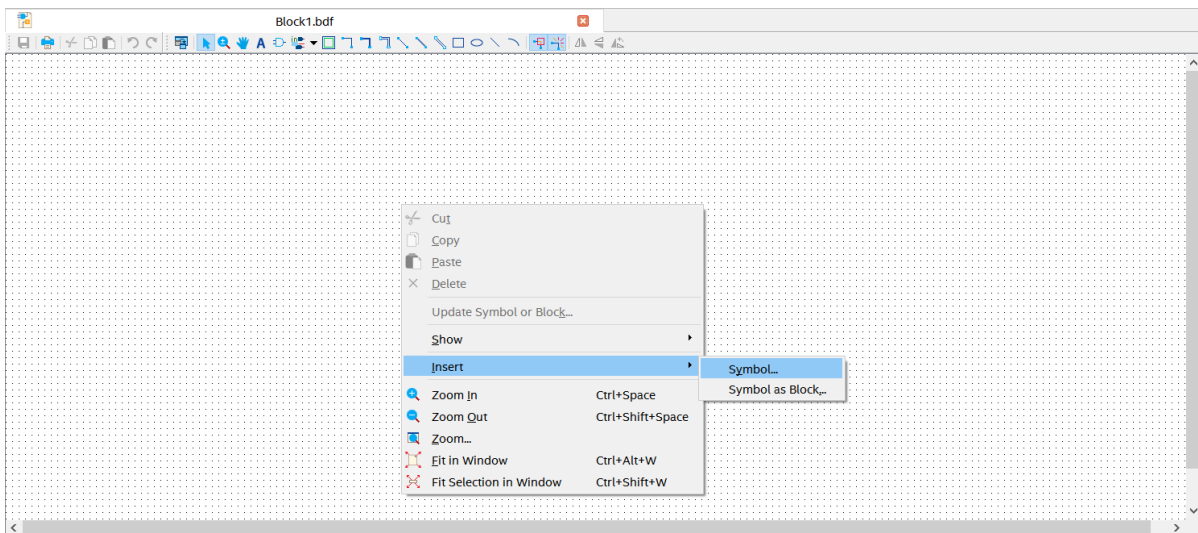 Block1.bdf
A
Cut
Copy
Paste
Delete
Update Symbol or Block...
Show
Insert
Symbol...
Symbol as Block...
Zoom In Ctrl+Space
Zoom Out Ctrl+Shift+Space
Zoom...
Fit in Window Ctrl+Alt+W
Fit Selection in Window Ctrl+Shift+W